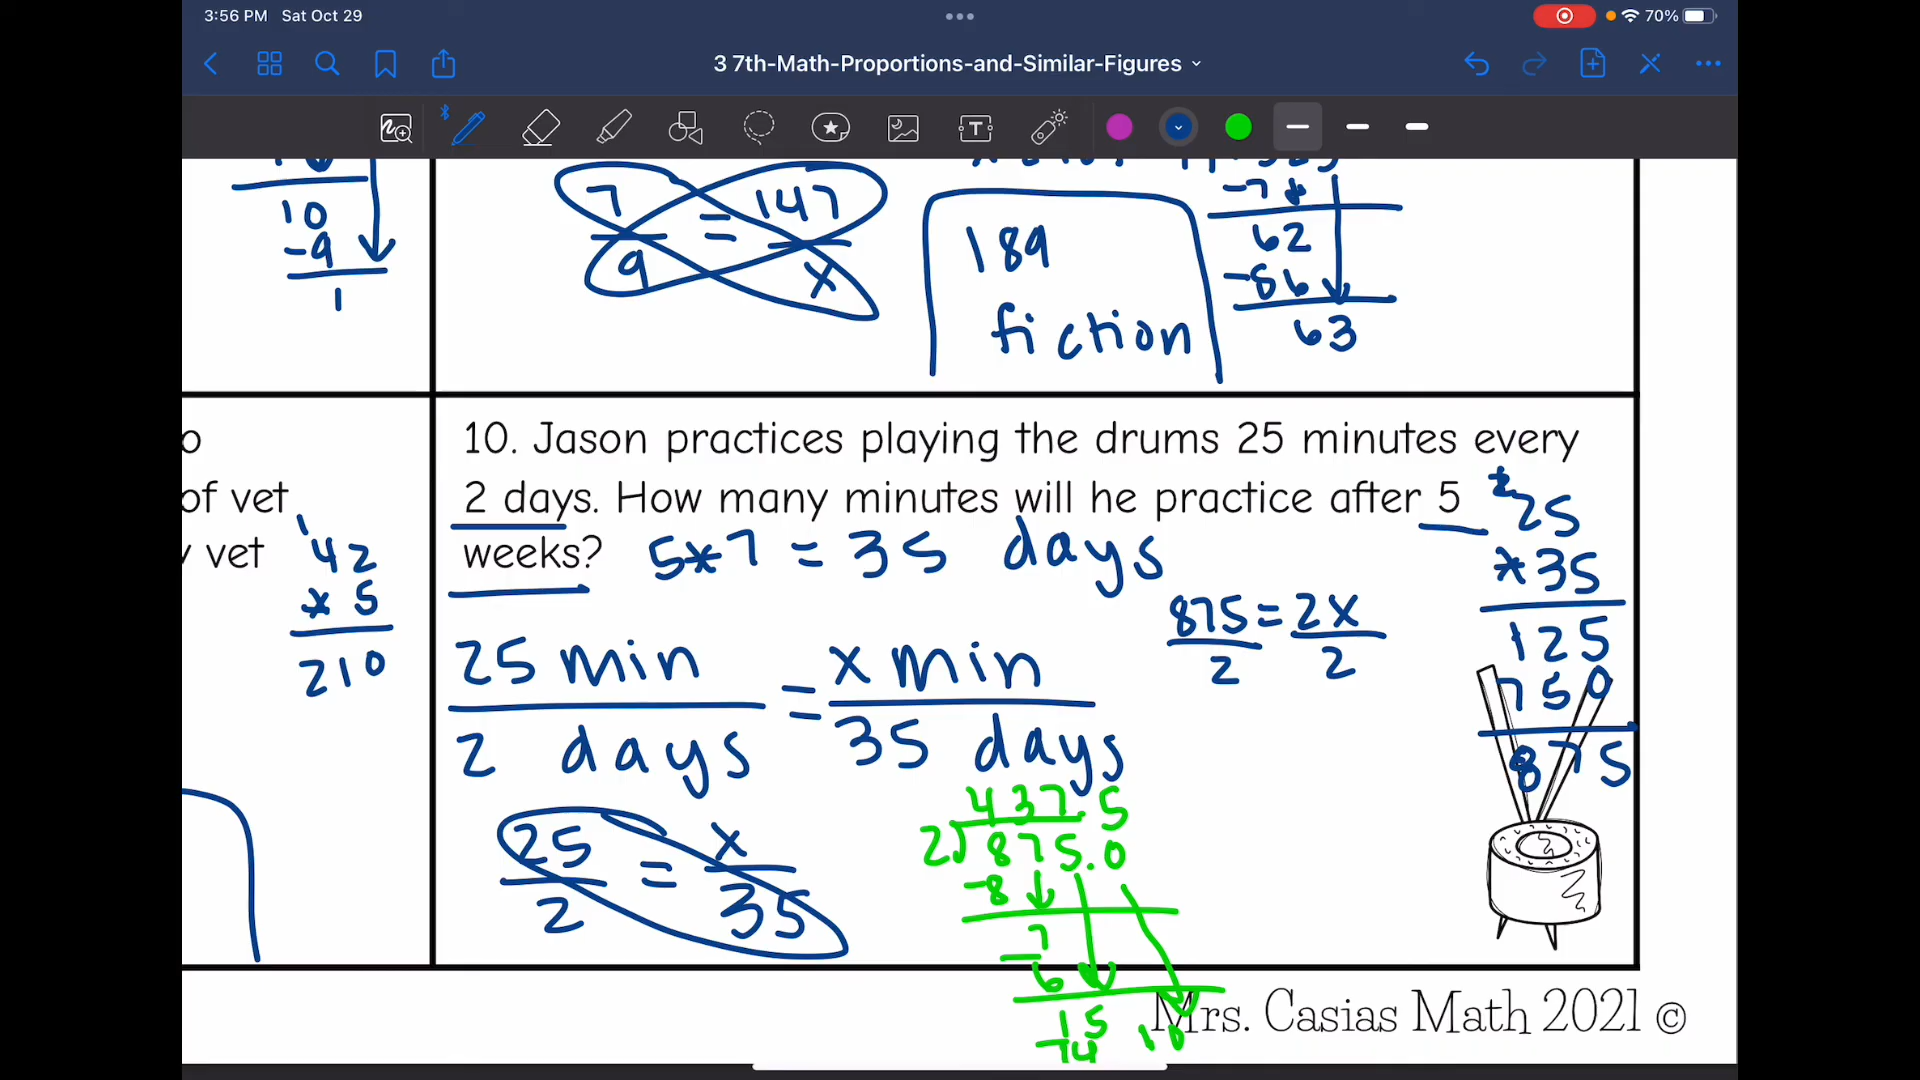 3:56 PM Sat Oct 29
70%
3 7th-Math-Proportions-and-Similar-Figures
T
10
-9
1
7 = 147
9 x
189
fiction
-7
62
-86
63
o
of vet
y vet
1
42
* 5
210
10. Jason practices playing the drums 25 minutes every
2 days. How many minutes will he practice after 5
weeks? 5*7 = 35 days
25 min = x min
2 days 35 days
875 = 2x
2 2
25
*35
125
750
875
25 = x
2 35
437.5
2 875.0
-8
7
-6
15 10
-14
Mrs. Casias Math 2021 ©